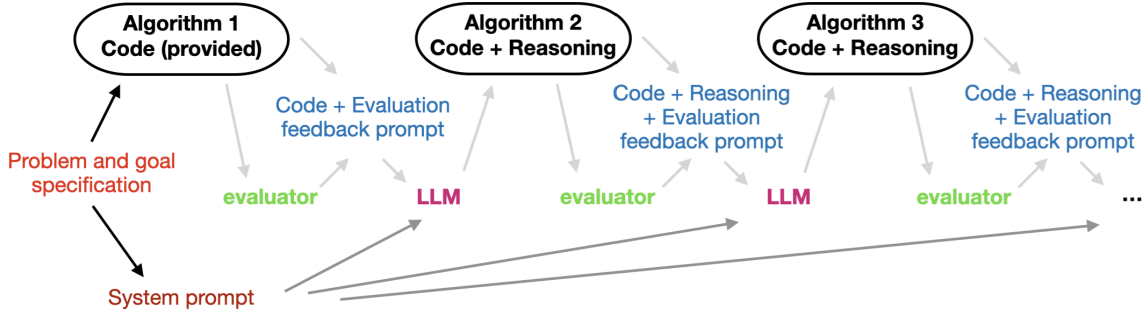 Algorithm 1
Code (provided)
Algorithm 2
Code + Reasoning
Algorithm 3
Code + Reasoning
Code + Evaluation
feedback prompt
Code + Reasoning
+ Evaluation
feedback prompt
Code + Reasoning
+ Evaluation
feedback prompt
Problem and goal
specification
evaluator
LLM
evaluator
LLM
evaluator
...
System prompt